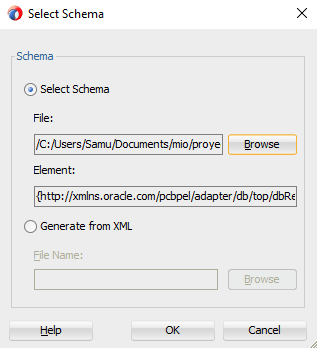 Select Schema
Schema
Select Schema
File:
/C:/Users/Samu/Documents/mio/proye
Browse
Element:
{http://xmlns.oracle.com/pcbpel/adapter/db/top/dbRe
Generate from XML
File Name:
Browse
Help
OK
Cancel